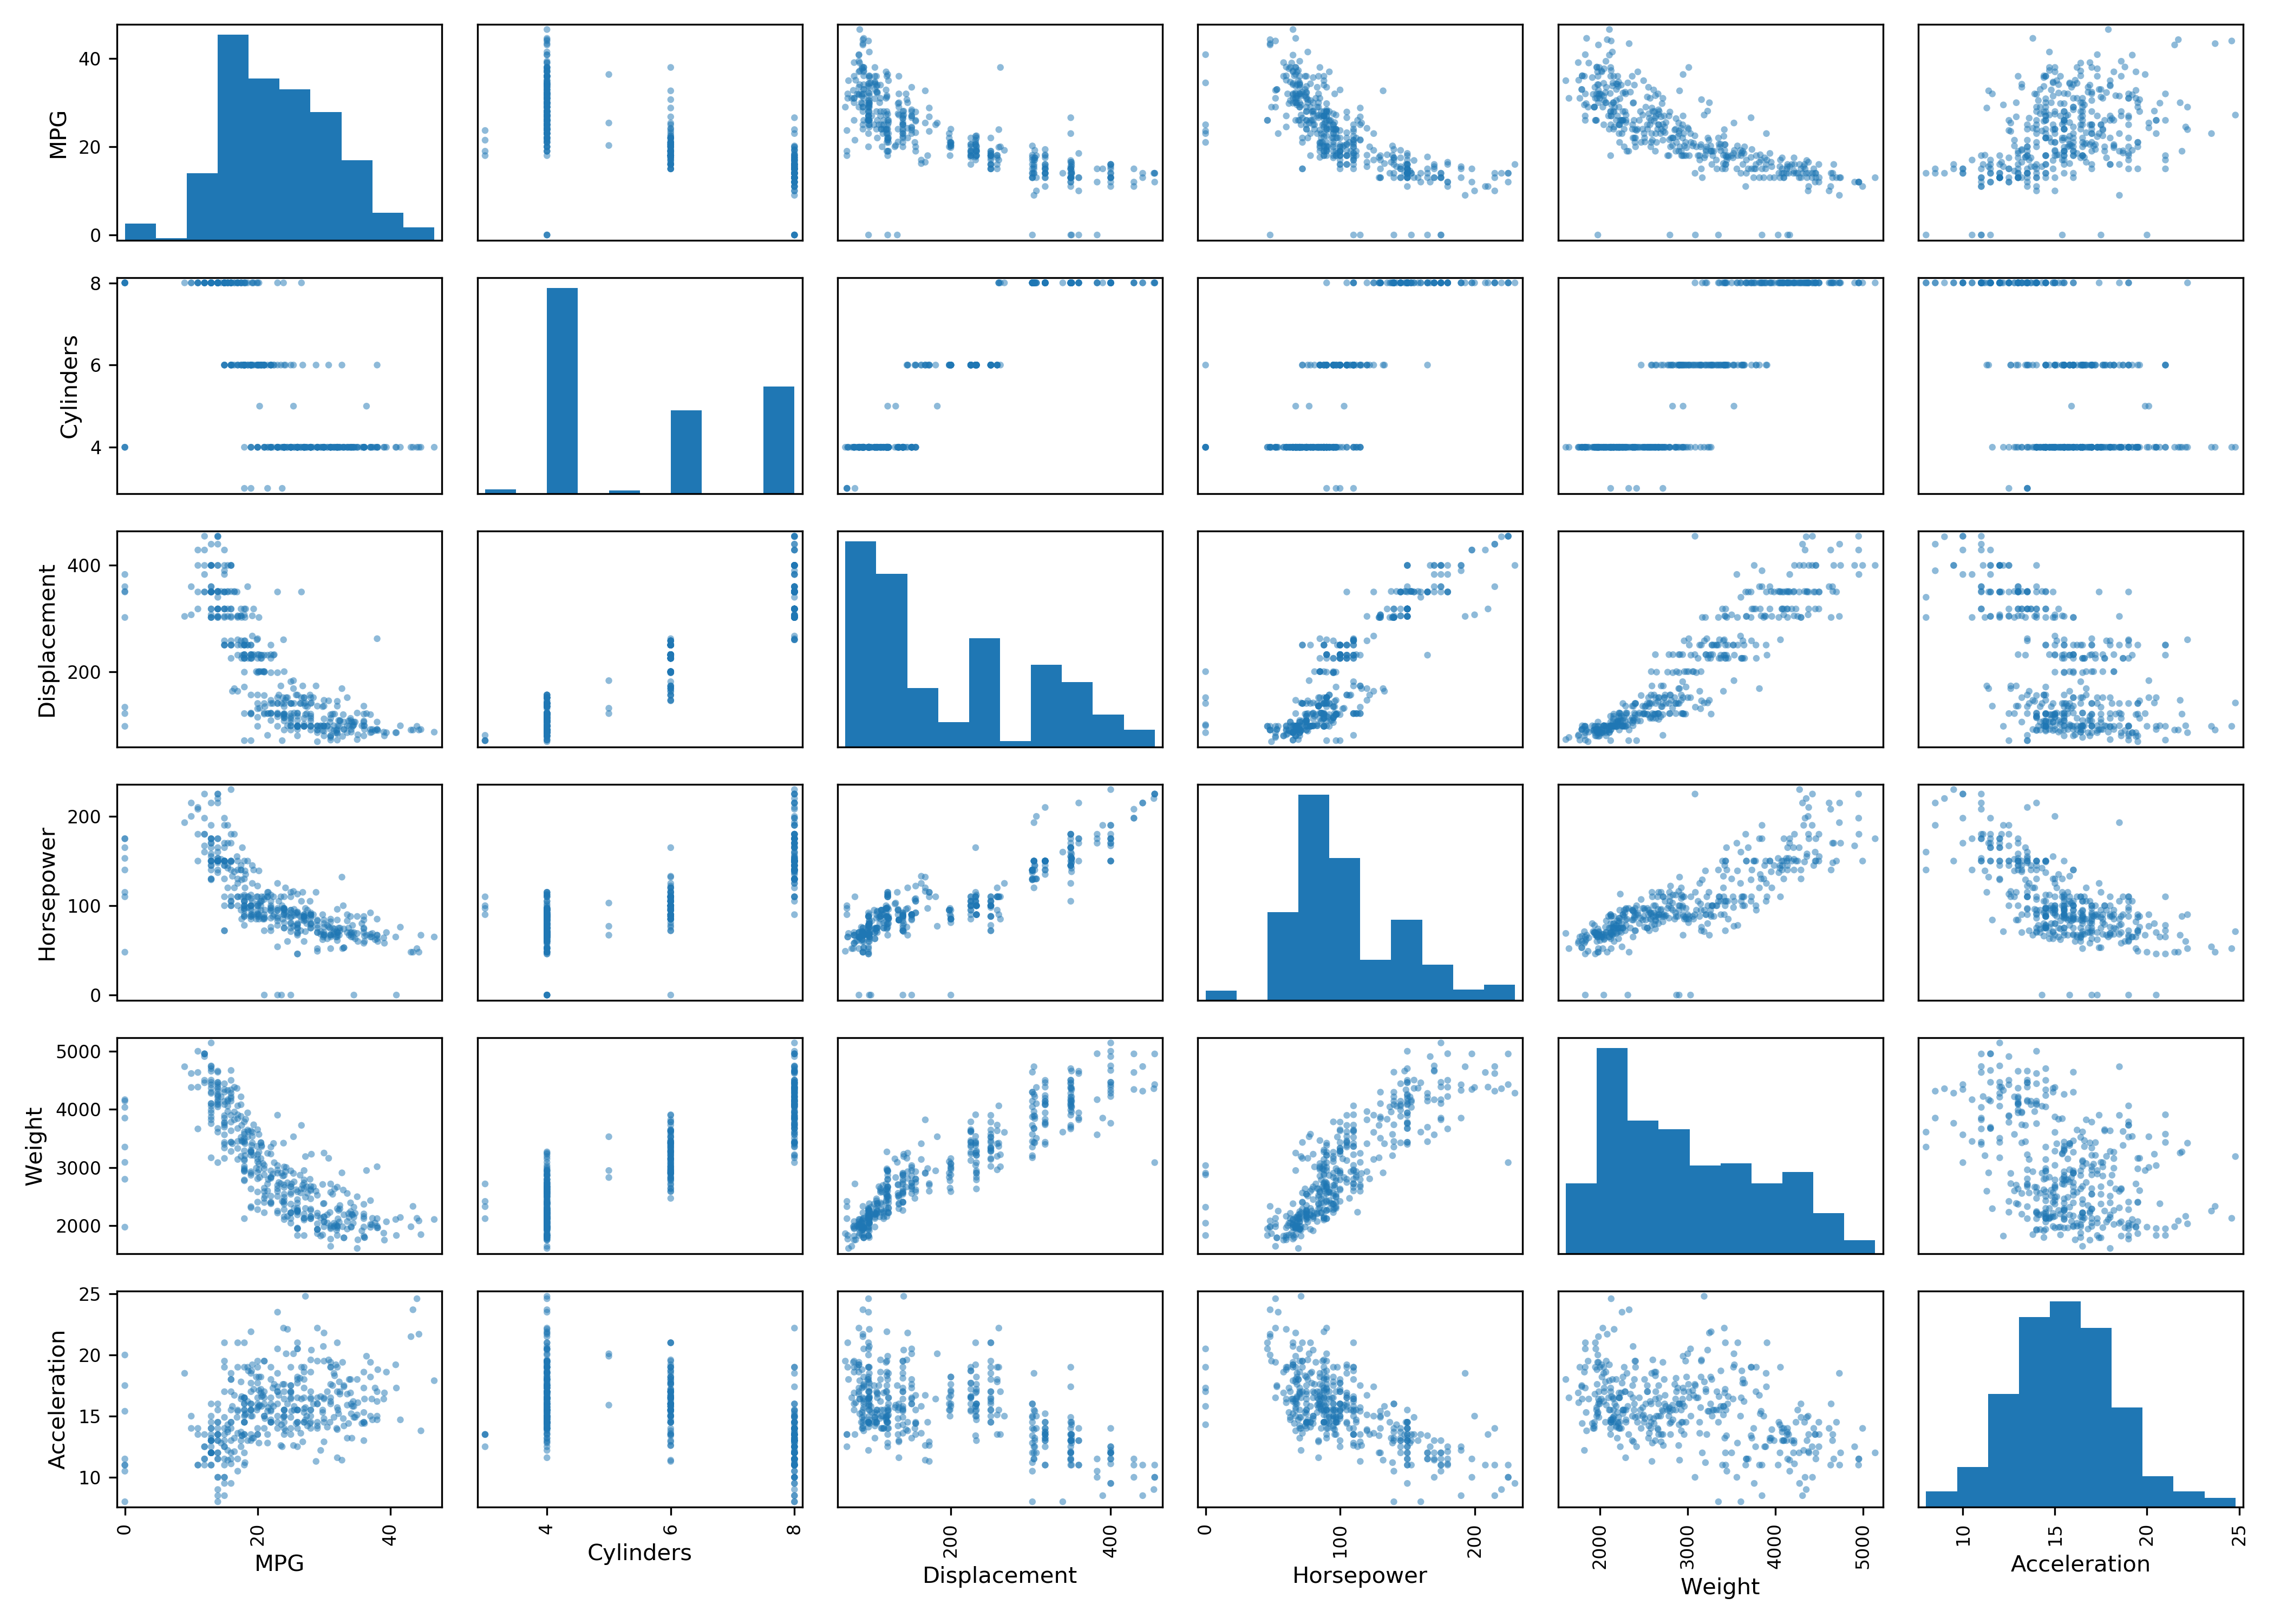 MPG
40
20
0
Cylinders
8
6
4
Displacement
400
200
Horsepower
200
100
0
Weight
5000
4000
3000
2000
Acceleration
25
20
15
10
0 20 40
4 6 8
200 400
0 100 200
2000 3000 4000 5000
10 15 20 25
MPG
Cylinders
Displacement
Horsepower
Weight
Acceleration